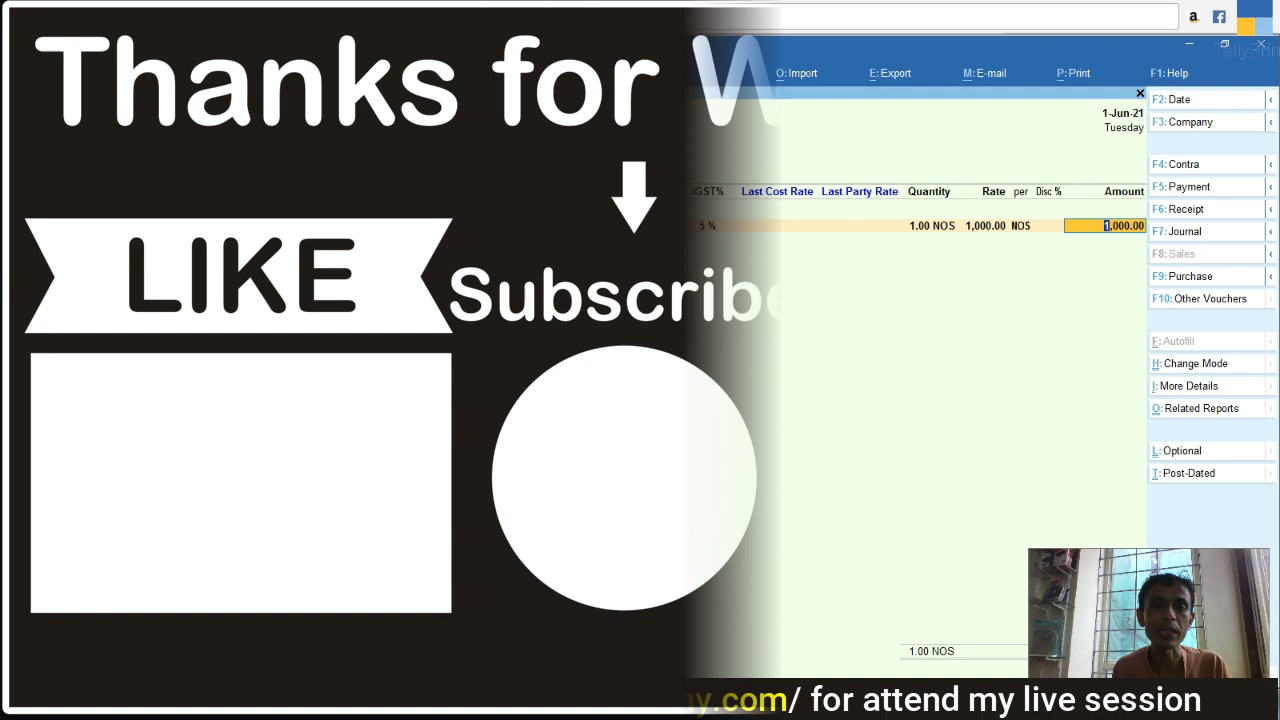 Thanks for W
LIKE
Subscribe
O: Import E: Export M: E-mail P: Print F1: Help
1-Jun-21
Tuesday
IGST% Last Cost Rate Last Party Rate Quantity Rate per Disc % Amount
5 % 1.00 NOS 1,000.00 NOS 1,000.00
1.00 NOS
F2: Date
F3: Company
F4: Contra
F5: Payment
F6: Receipt
F7: Journal
F8: Sales
F9: Purchase
F10: Other Vouchers
F: Autofill
H: Change Mode
I: More Details
O: Related Reports
L: Optional
T: Post-Dated
.com/ for attend my live session